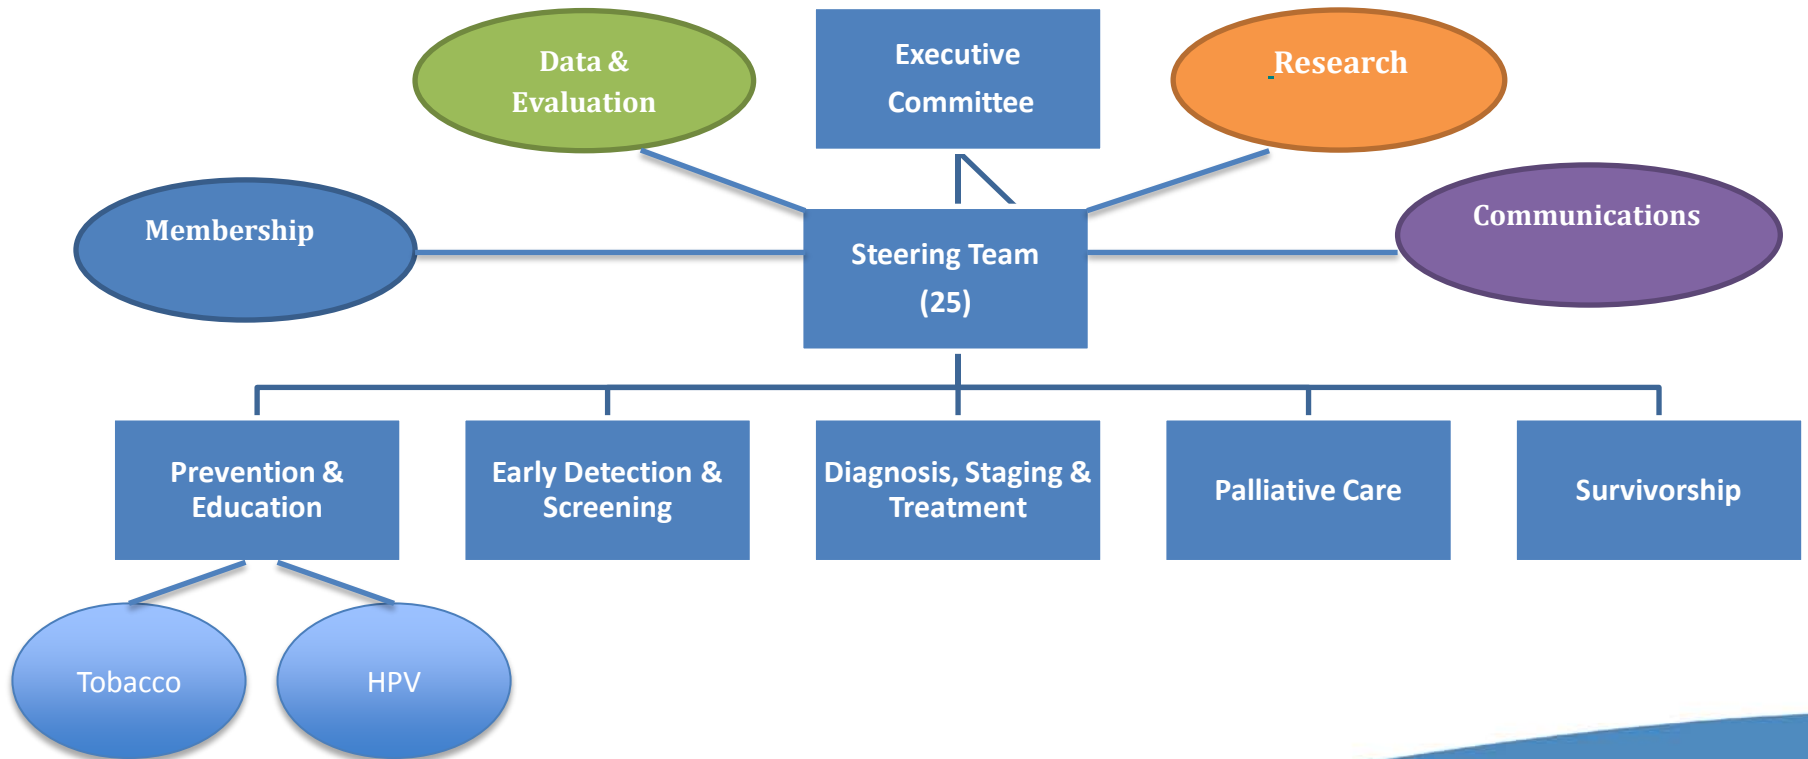 Data &
Evaluation
Executive
Committee
Research
Membership
Steering Team
(25)
Communications
Prevention &
Education
Early Detection &
Screening
Diagnosis, Staging &
Treatment
Palliative Care
Survivorship
Tobacco
HPV